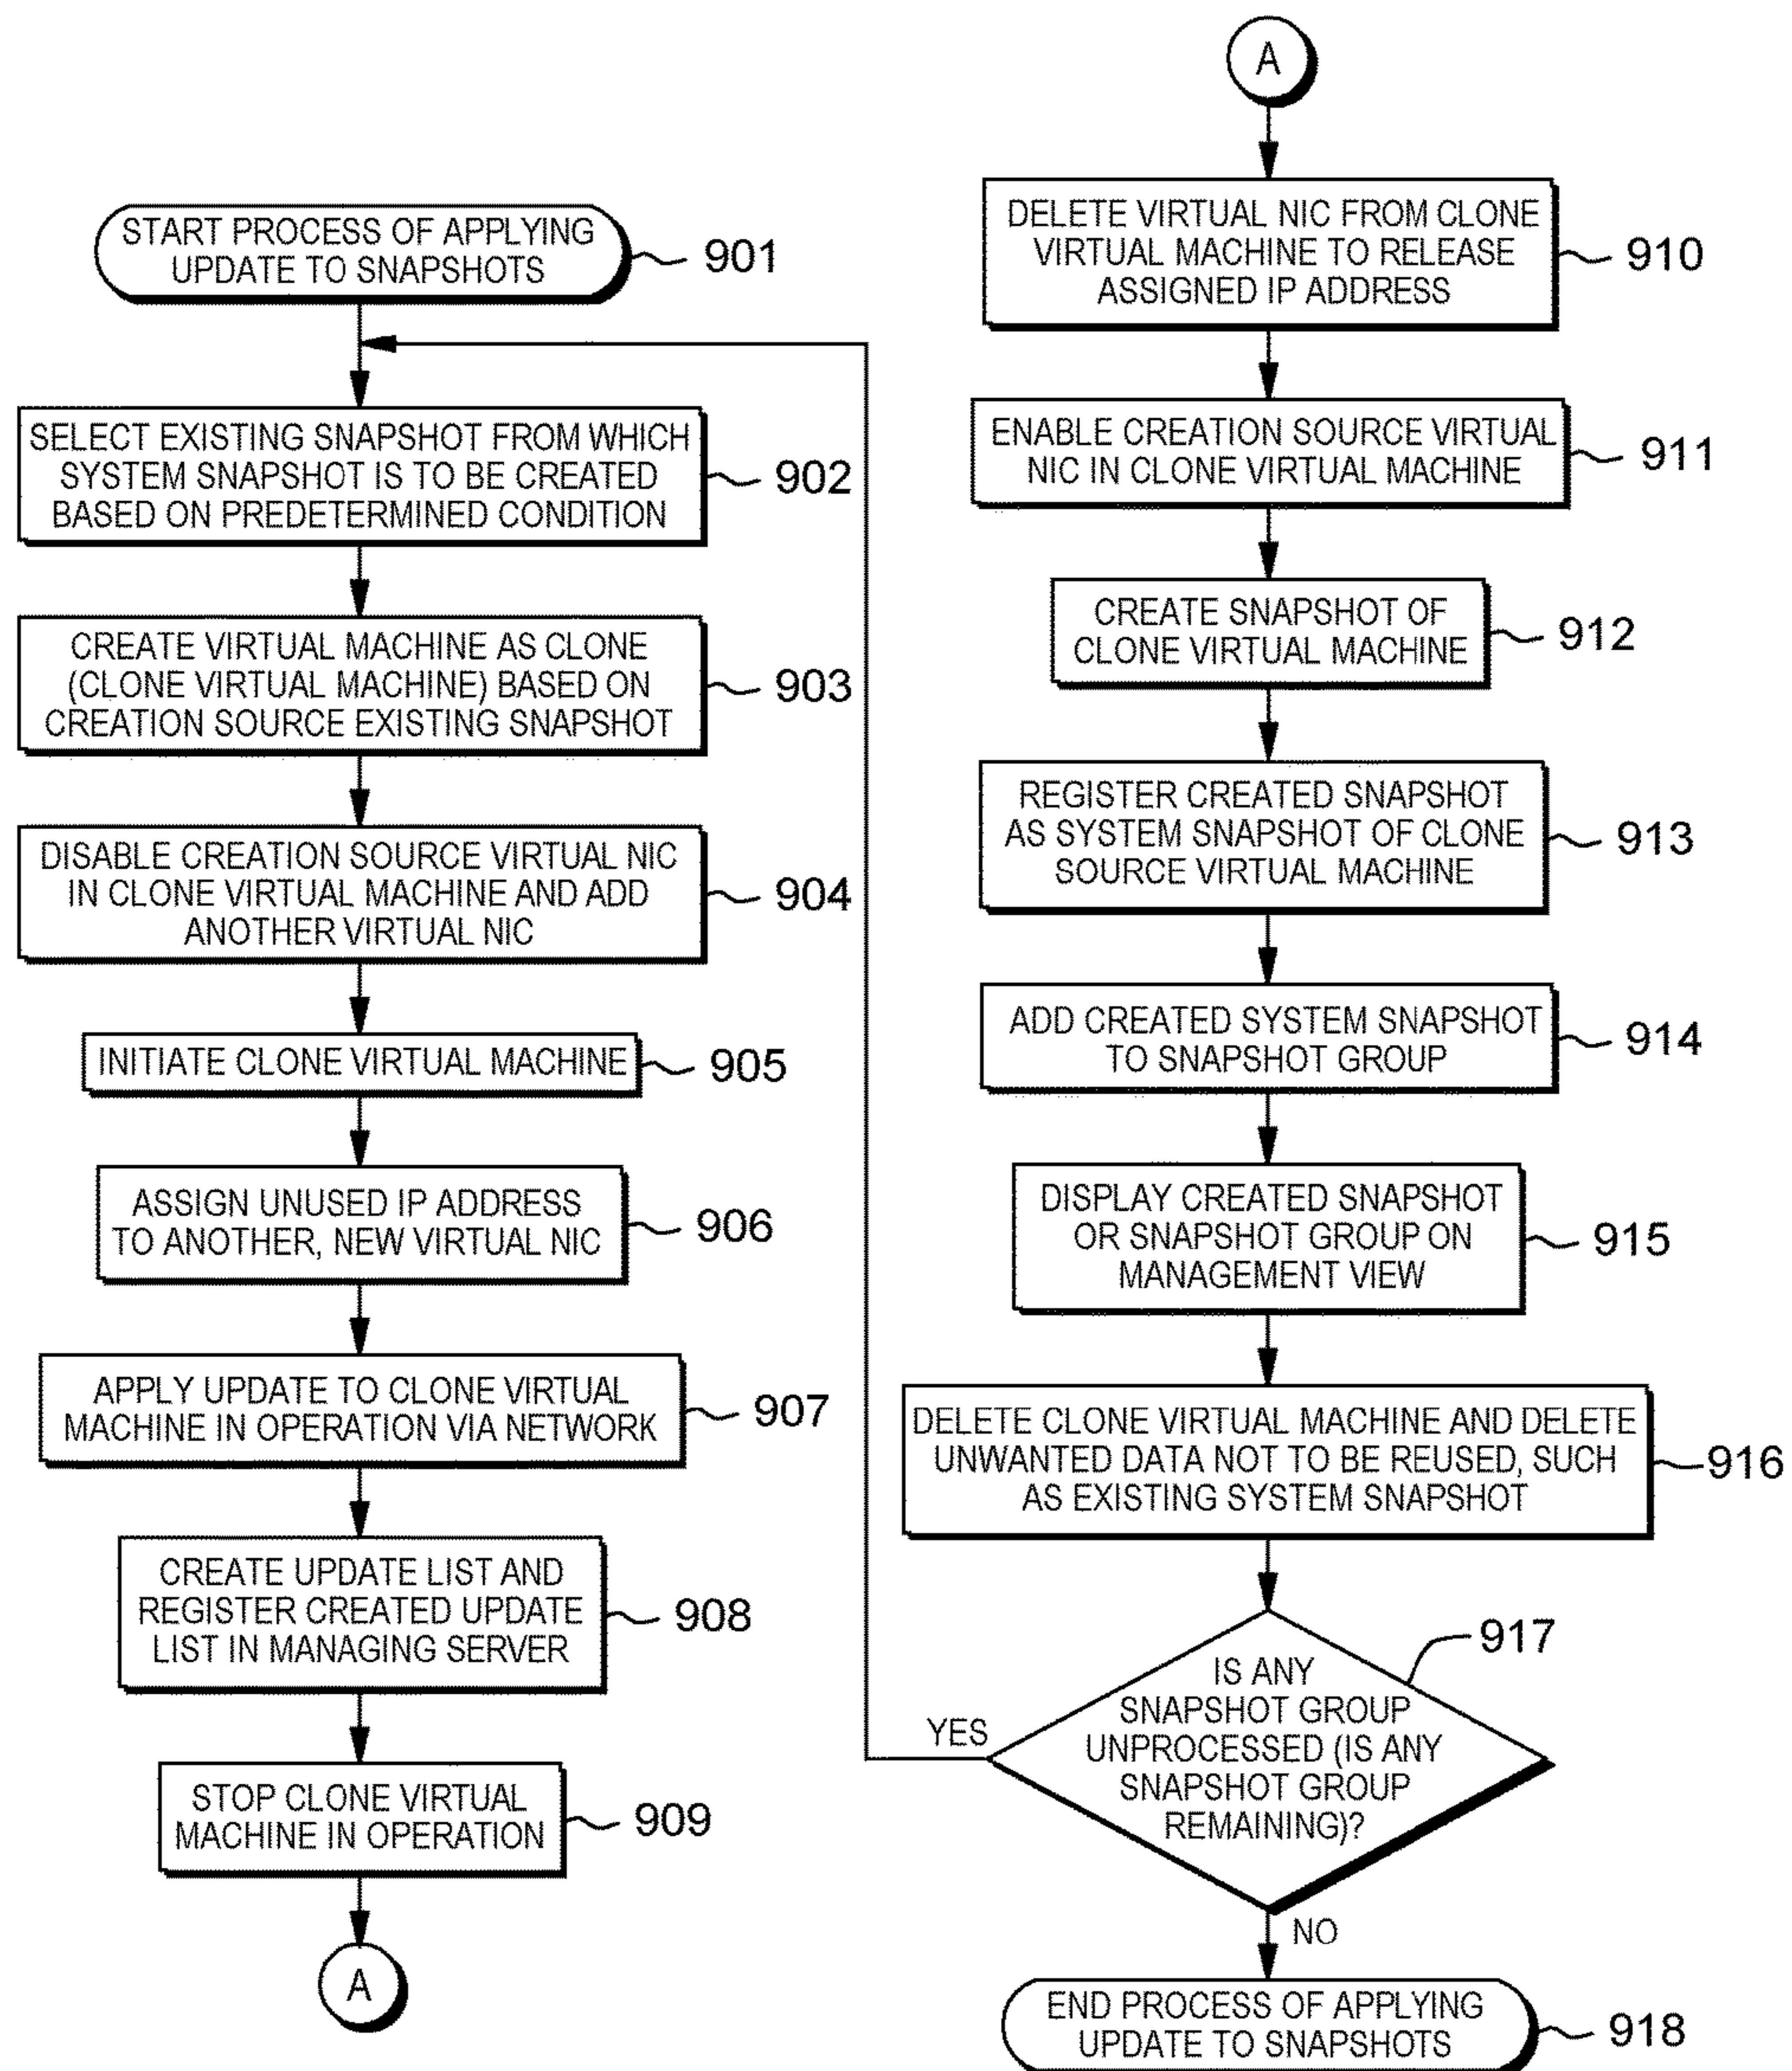 START PROCESS OF APPLYING
UPDATE TO SNAPSHOTS
901
SELECT EXISTING SNAPSHOT FROM WHICH
SYSTEM SNAPSHOT IS TO BE CREATED
BASED ON PREDETERMINED CONDITION
902
CREATE VIRTUAL MACHINE AS CLONE
(CLONE VIRTUAL MACHINE) BASED ON
CREATION SOURCE EXISTING SNAPSHOT
903
DISABLE CREATION SOURCE VIRTUAL NIC
IN CLONE VIRTUAL MACHINE AND ADD
ANOTHER VIRTUAL NIC
904
INITIATE CLONE VIRTUAL MACHINE
905
ASSIGN UNUSED IP ADDRESS
TO ANOTHER, NEW VIRTUAL NIC
906
APPLY UPDATE TO CLONE VIRTUAL
MACHINE IN OPERATION VIA NETWORK
907
CREATE UPDATE LIST AND
REGISTER CREATED UPDATE
LIST IN MANAGING SERVER
908
STOP CLONE VIRTUAL
MACHINE IN OPERATION
909
A
A
DELETE VIRTUAL NIC FROM CLONE
VIRTUAL MACHINE TO RELEASE
ASSIGNED IP ADDRESS
910
ENABLE CREATION SOURCE VIRTUAL
NIC IN CLONE VIRTUAL MACHINE
911
CREATE SNAPSHOT OF
CLONE VIRTUAL MACHINE
912
REGISTER CREATED SNAPSHOT
AS SYSTEM SNAPSHOT OF CLONE
SOURCE VIRTUAL MACHINE
913
ADD CREATED SYSTEM SNAPSHOT
TO SNAPSHOT GROUP
914
DISPLAY CREATED SNAPSHOT
OR SNAPSHOT GROUP ON
MANAGEMENT VIEW
915
DELETE CLONE VIRTUAL MACHINE AND DELETE
UNWANTED DATA NOT TO BE REUSED, SUCH
AS EXISTING SYSTEM SNAPSHOT
916
IS ANY
SNAPSHOT GROUP
UNPROCESSED (IS ANY
SNAPSHOT GROUP
REMAINING)?
917
YES
NO
END PROCESS OF APPLYING
UPDATE TO SNAPSHOTS
918